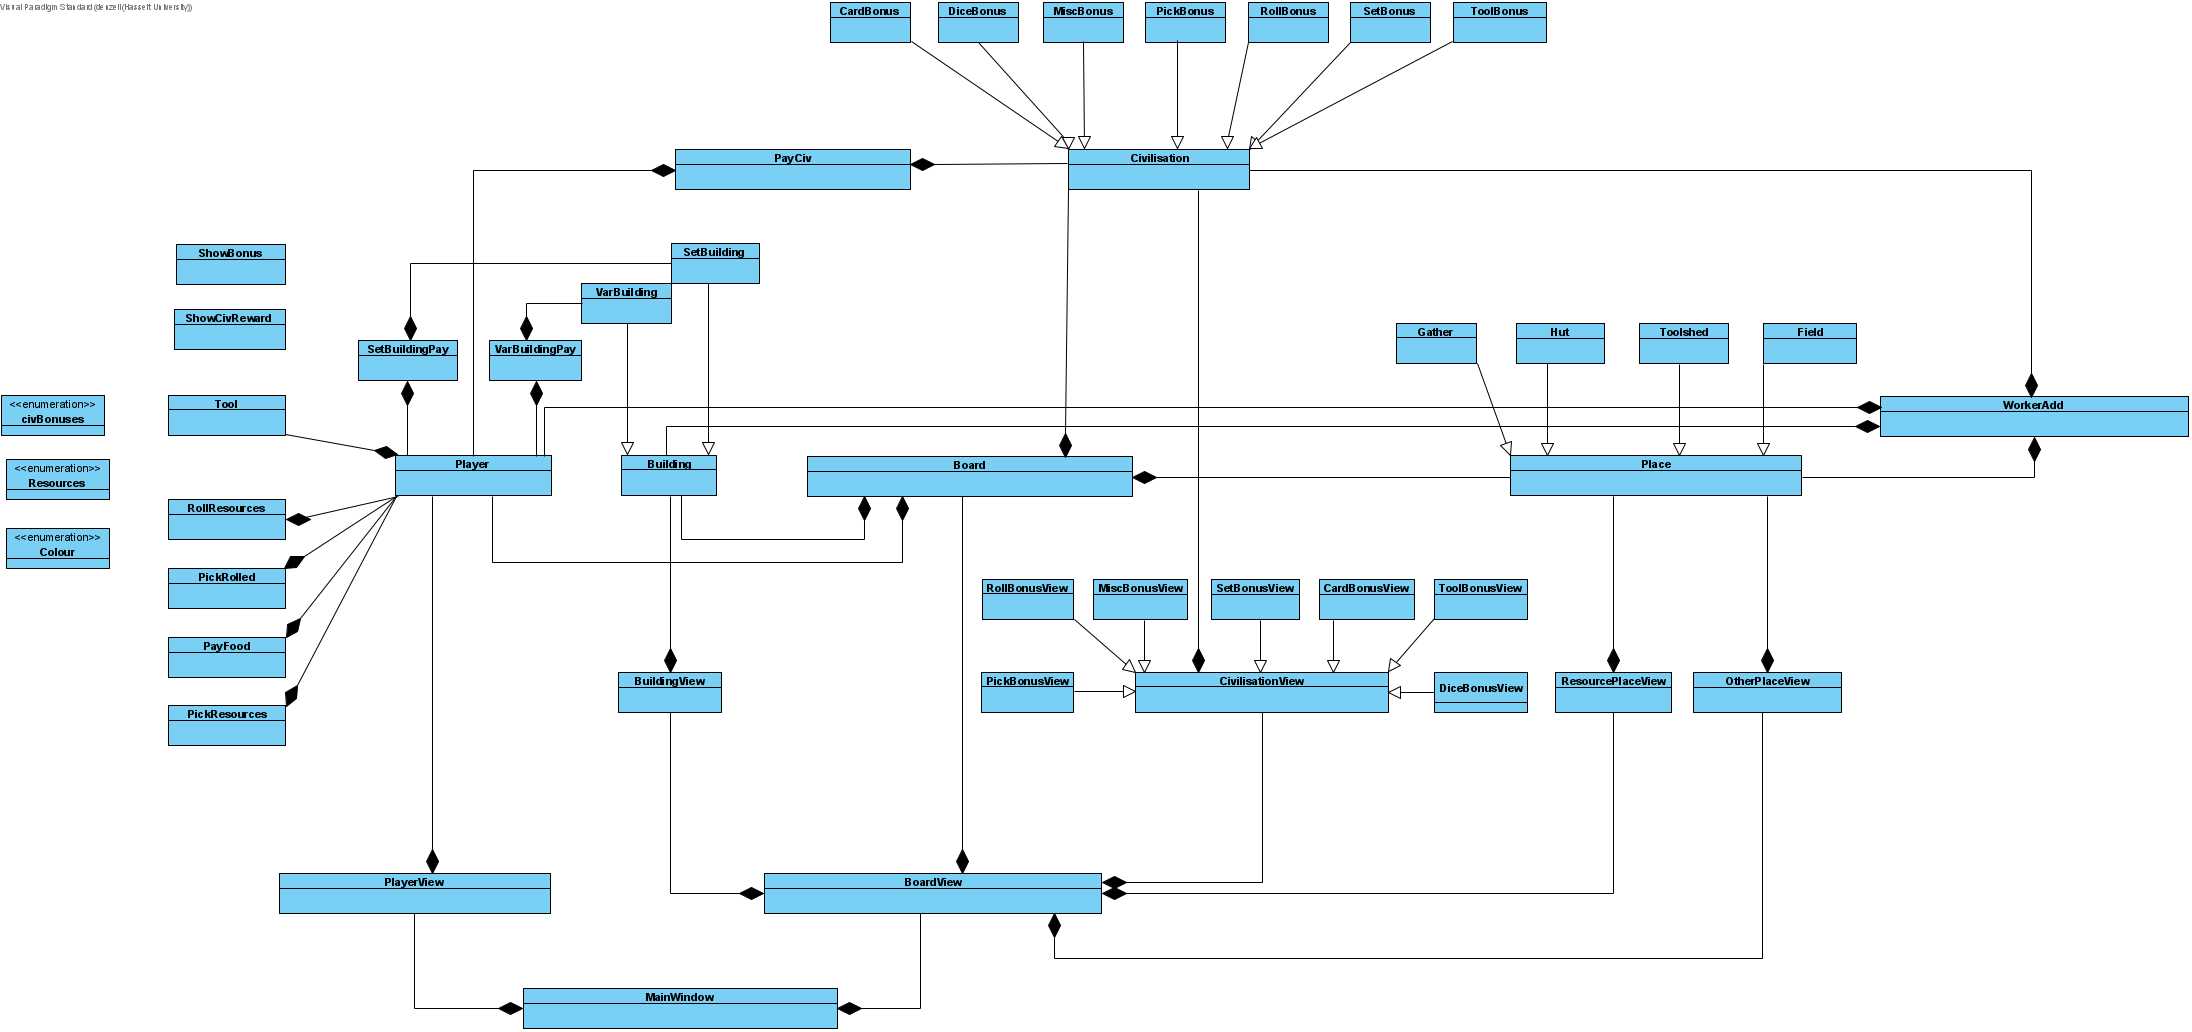 Visual Paradigm Standard (denzell(Hasselt University))
CardBonus
DiceBonus
MiscBonus
PickBonus
RollBonus
SetBonus
ToolBonus
PayCiv
Civilisation
ShowBonus
SetBuilding
VarBuilding
ShowCivReward
Gather
Hut
Toolshed
Field
SetBuildingPay
VarBuildingPay
<<enumeration>>
civBonuses
Tool
WorkerAdd
<<enumeration>>
Resources
Player
Building
Board
Place
RollResources
<<enumeration>>
Colour
PickRolled
RollBonusView
MiscBonusView
SetBonusView
CardBonusView
ToolBonusView
PayFood
BuildingView
PickBonusView
CivilisationView
DiceBonusView
ResourcePlaceView
OtherPlaceView
PickResources
PlayerView
BoardView
MainWindow